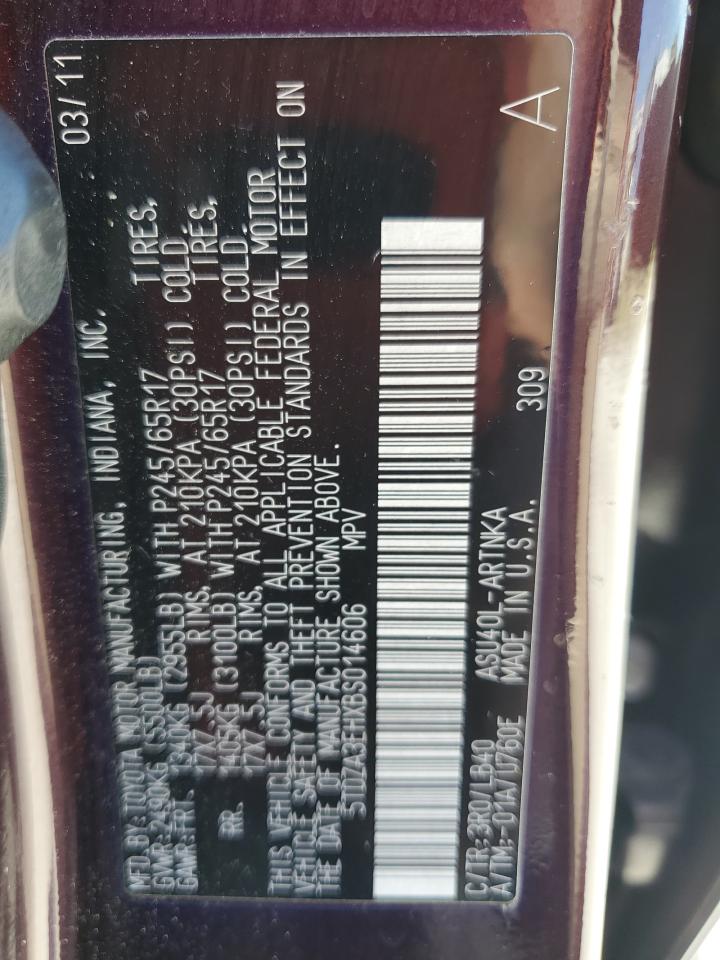 MFD BY: TOYOTA MOTOR MANUFACTURING, INDIANA, INC. 03/11
GWVR 2490KG (5500LB)
GAWR FRT. 1340KG (2955LB) WITH P245/65R17 TIRES,
17X7.5J RIMS, AT 210KPA (30PSI) COLD
RR. 1405KG (3100LB) WITH P245/65R17 TIRES,
17X7.5J RIMS, AT 210KPA (30PSI) COLD.
THIS VEHICLE CONFORMS TO ALL APPLICABLE FEDERAL MOTOR
VEHICLE SAFETY AND THEFT PREVENTION STANDARDS IN EFFECT ON
THE DATE OF MANUFACTURE SHOWN ABOVE.
5TDZA3EHXBS014606 MPV
C/TR:3R0/LB40 ASU40L-ARTNKA 309 A
A/TM:-01A/U760E MADE IN U.S.A.